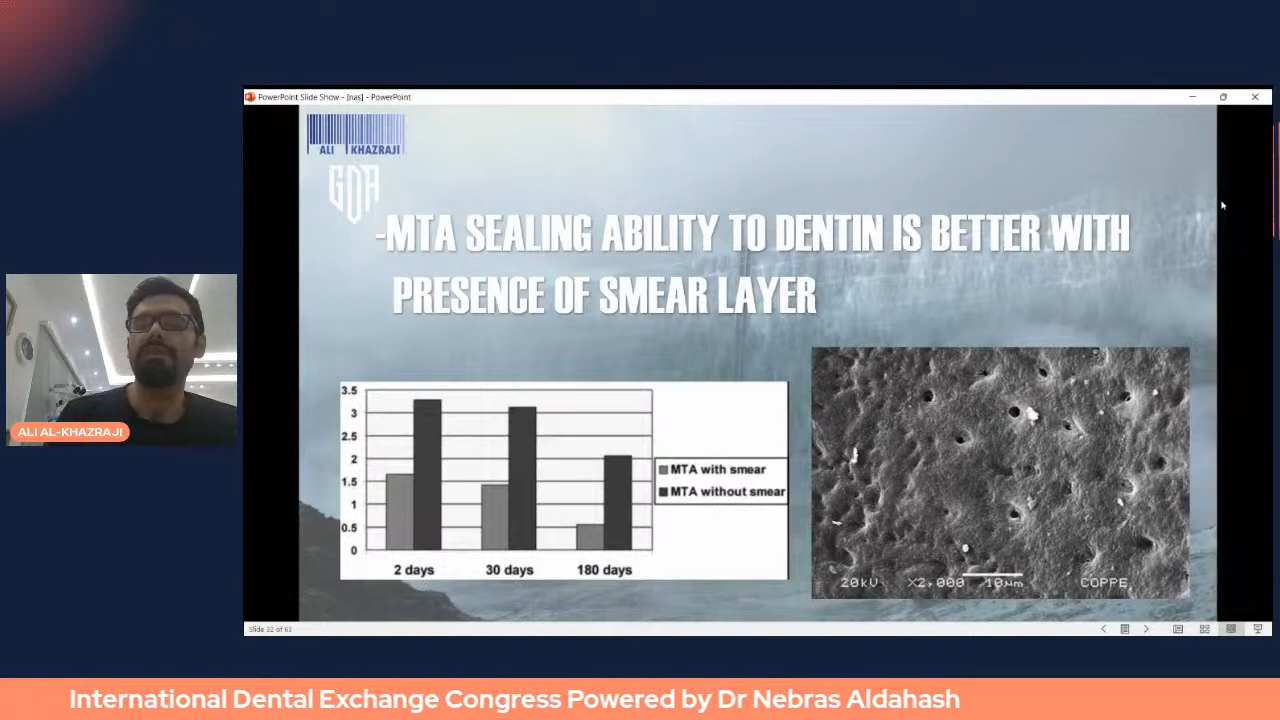 PowerPoint Slide Show - [nas] - PowerPoint
ALI KHAZRAJI
GDA
-MTA SEALING ABILITY TO DENTIN IS BETTER WITH
PRESENCE OF SMEAR LAYER
3.5
3
2.5
2
1.5
1
0.5
0
2 days 30 days 180 days
MTA with smear
MTA without smear
20kV X2,000 10µm COPPE
ALI AL-KHAZRAJI
Slide 32 of 63
International Dental Exchange Congress Powered by Dr Nebras Aldahash